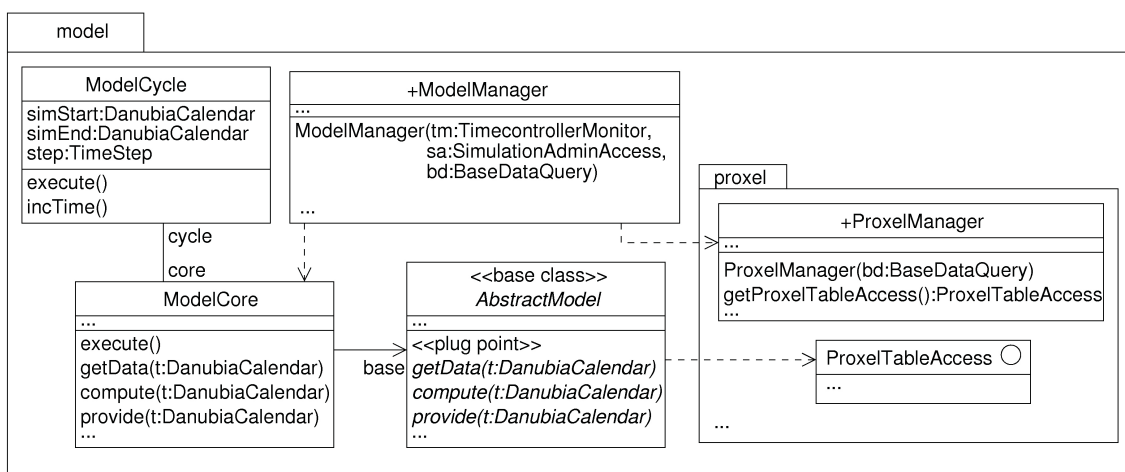 model
ModelCycle
simStart:DanubiaCalendar
simEnd:DanubiaCalendar
step:TimeStep
execute()
incTime()
+ModelManager
...
ModelManager(tm:TimecontrollerMonitor,
sa:SimulationAdminAccess,
bd:BaseDataQuery)
...
cycle
core
ModelCore
...
execute()
getData(t:DanubiaCalendar)
compute(t:DanubiaCalendar)
provide(t:DanubiaCalendar)
...
base
<<base class>>
AbstractModel
...
<<plug point>>
getData(t:DanubiaCalendar)
compute(t:DanubiaCalendar)
provide(t:DanubiaCalendar)
...
proxel
+ProxelManager
...
ProxelManager(bd:BaseDataQuery)
getProxelTableAccess():ProxelTableAccess
...
ProxelTableAccess
...
...